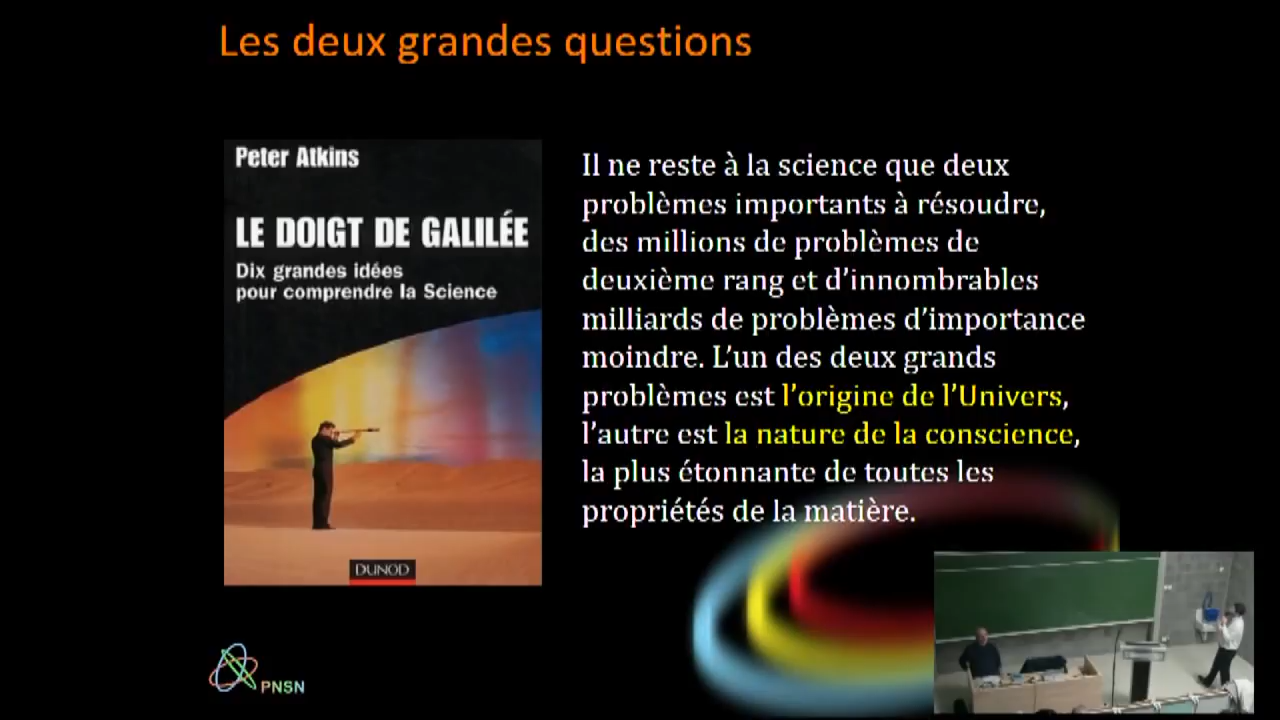 Les deux grandes questions
Peter Atkins
LE DOIGT DE GALILÉE
Dix grandes idées
pour comprendre la Science
DUNOD
Il ne reste à la science que deux
problèmes importants à résoudre,
des millions de problèmes de
deuxième rang et d'innombrables
milliards de problèmes d'importance
moindre. L'un des deux grands
problèmes est l'origine de l'Univers,
l'autre est la nature de la conscience,
la plus étonnante de toutes les
propriétés de la matière.
PNSN